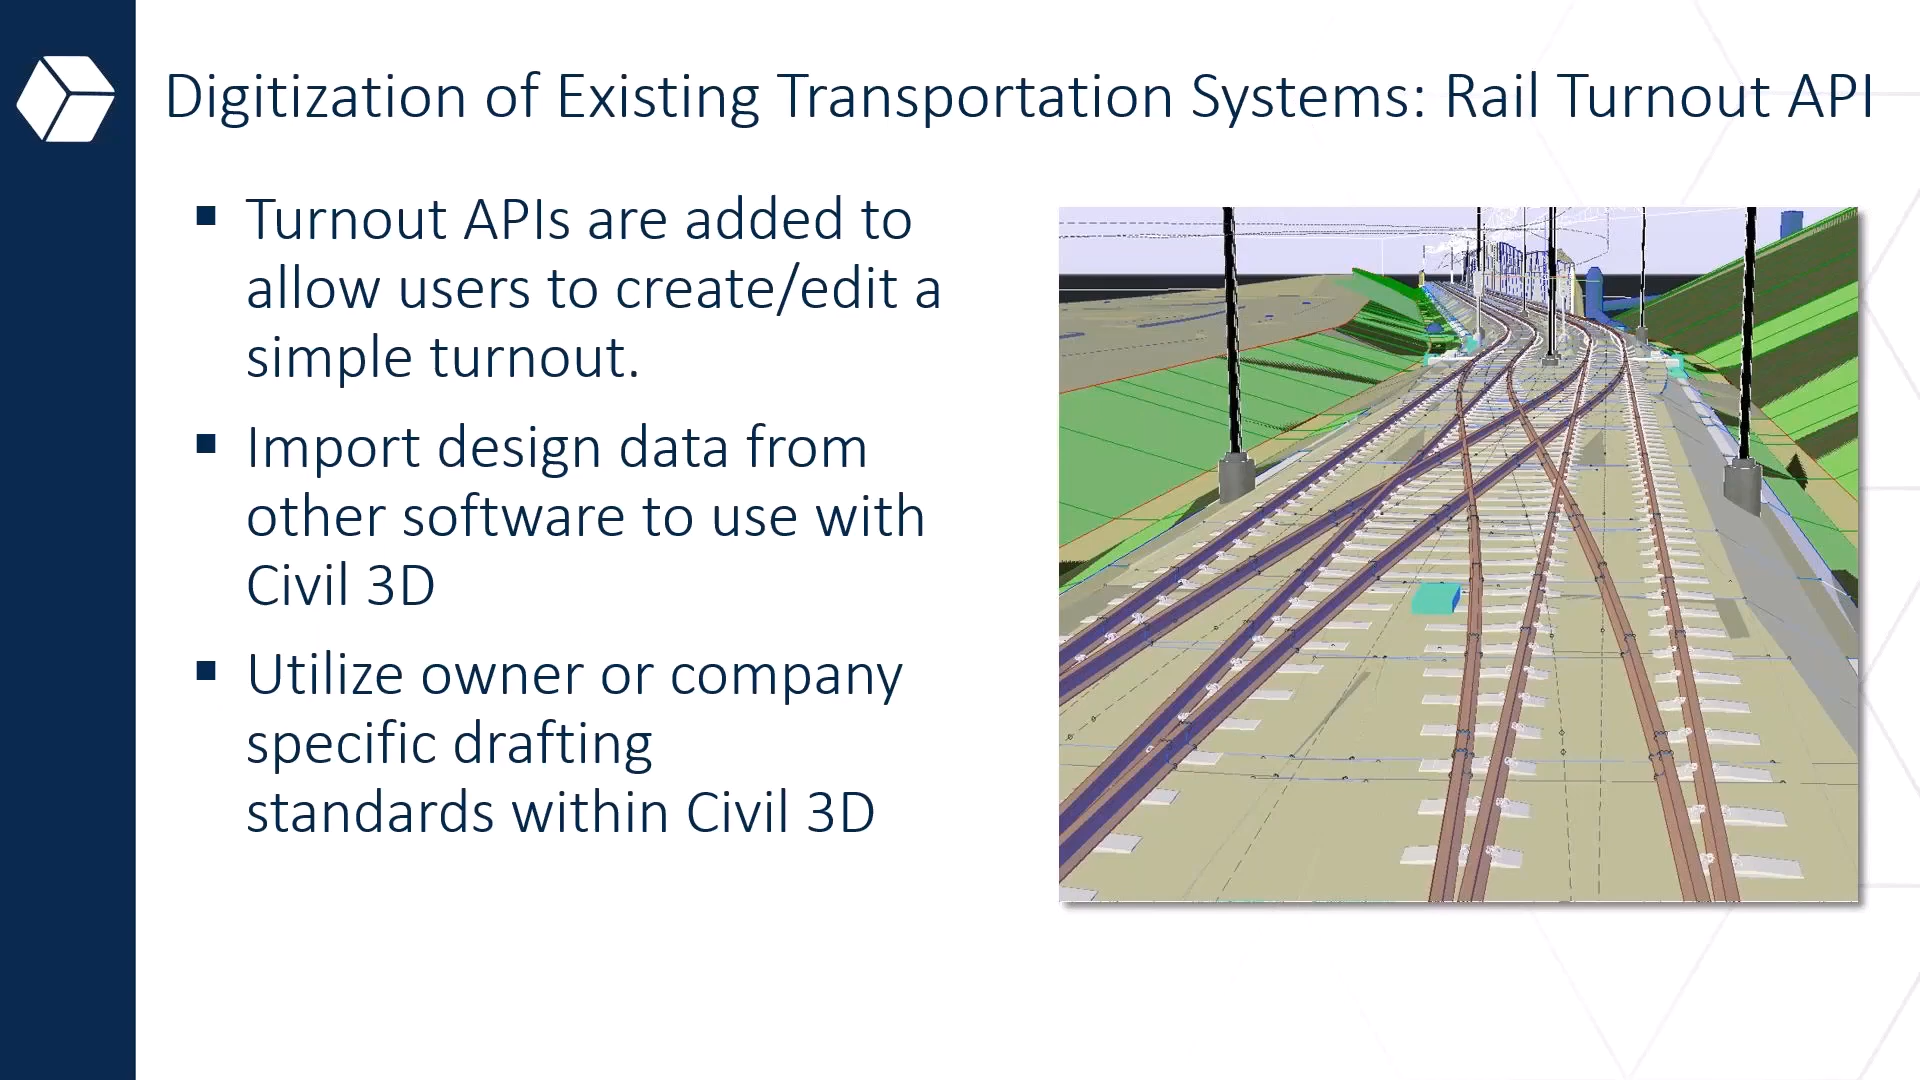 Digitization of Existing Transportation Systems: Rail Turnout API
▪ Turnout APIs are added to
allow users to create/edit a
simple turnout.
▪ Import design data from
other software to use with
Civil 3D
▪ Utilize owner or company
specific drafting
standards within Civil 3D